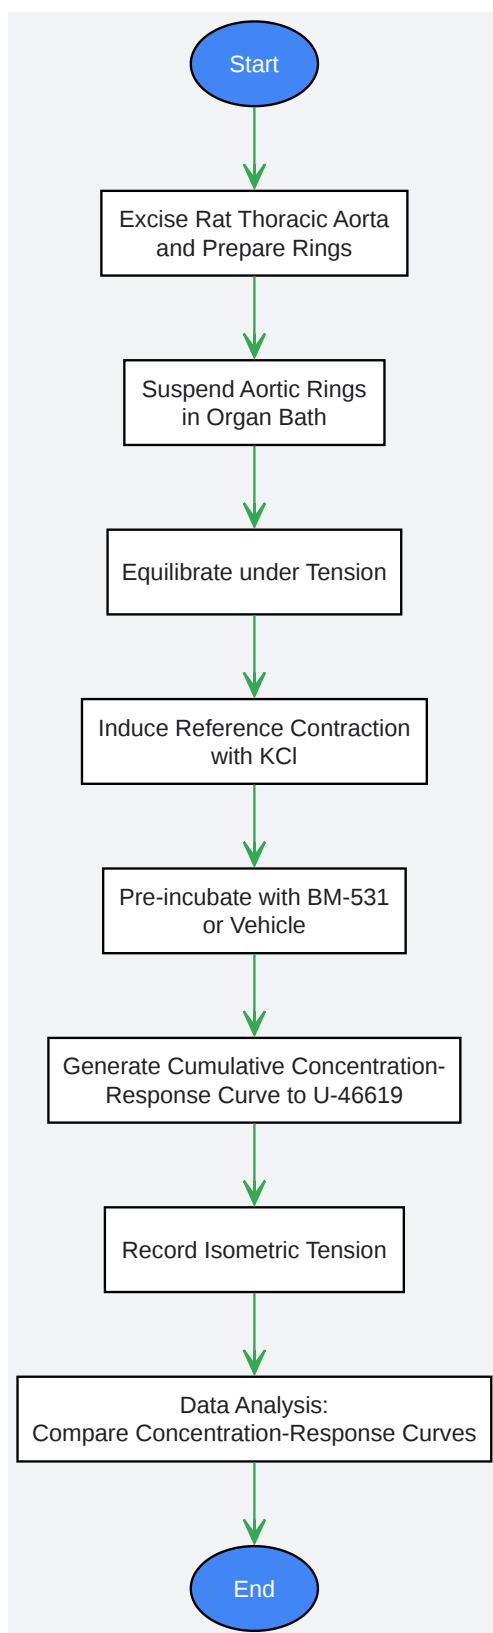 Start
Excise Rat Thoracic Aorta
and Prepare Rings
Suspend Aortic Rings
in Organ Bath
Equilibrate under Tension
Induce Reference Contraction
with KCl
Pre-incubate with BM-531
or Vehicle
Generate Cumulative Concentration-
Response Curve to U-46619
Record Isometric Tension
Data Analysis:
Compare Concentration-Response Curves
End